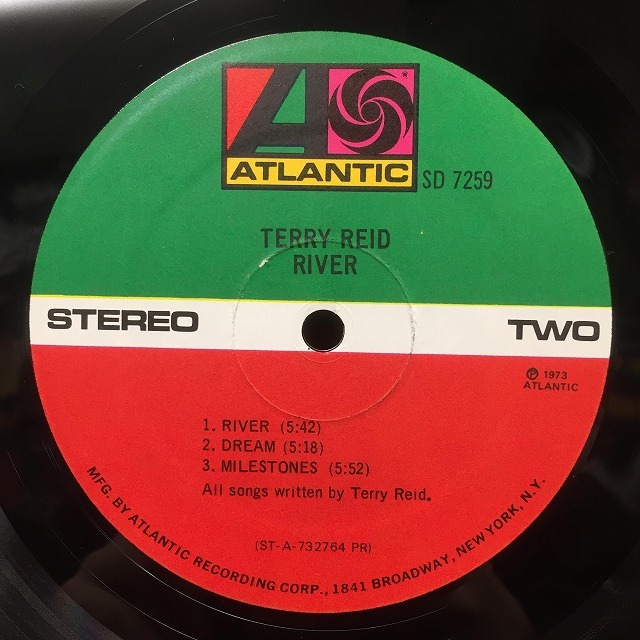 ATLANTIC
SD 7259
TERRY REID
RIVER
STEREO
TWO
Ⓟ 1973
ATLANTIC
1. RIVER (5:42)
2. DREAM (5:18)
3. MILESTONES (5:52)
All songs written by Terry Reid.
(ST-A-732764 PR)
MFG. BY ATLANTIC RECORDING CORP., 1841 BROADWAY, NEW YORK, N.Y.